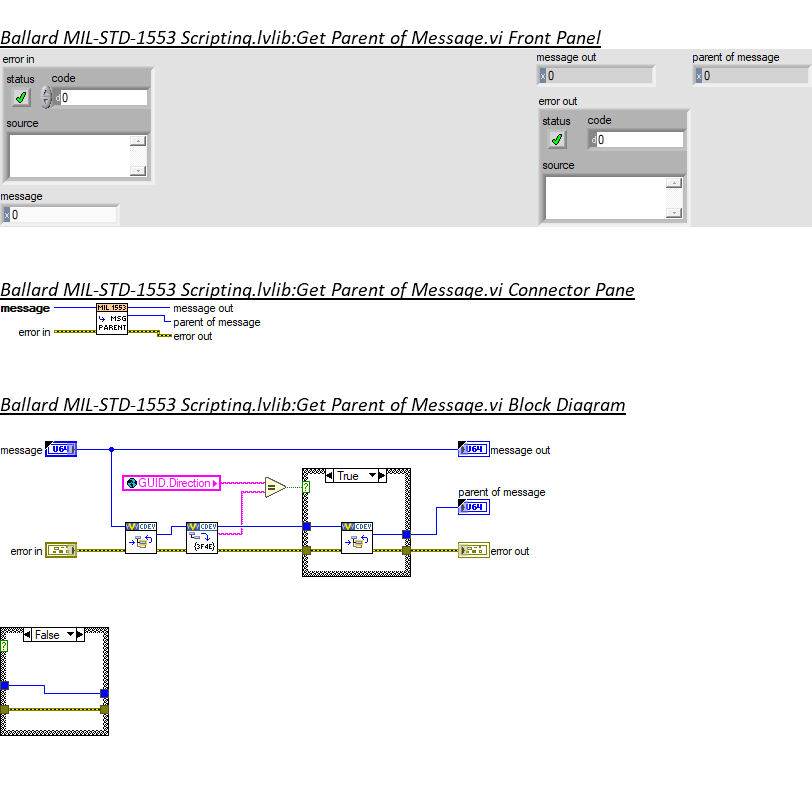 Ballard MIL-STD-1553 Scripting.lvlib:Get Parent of Message.vi Front Panel
error in
status code
0
source
message
x 0
message out
x 0
parent of message
x 0
error out
status code
d 0
source
Ballard MIL-STD-1553 Scripting.lvlib:Get Parent of Message.vi Connector Pane
message
error in
MIL 1553
MSG
PARENT
message out
parent of message
error out
Ballard MIL-STD-1553 Scripting.lvlib:Get Parent of Message.vi Block Diagram
message U64
U64 message out
GUID.Direction
=
?
True
parent of message
U64
CDEV
CDEV
{3F4E}
CDEV
error in
error out
False
?